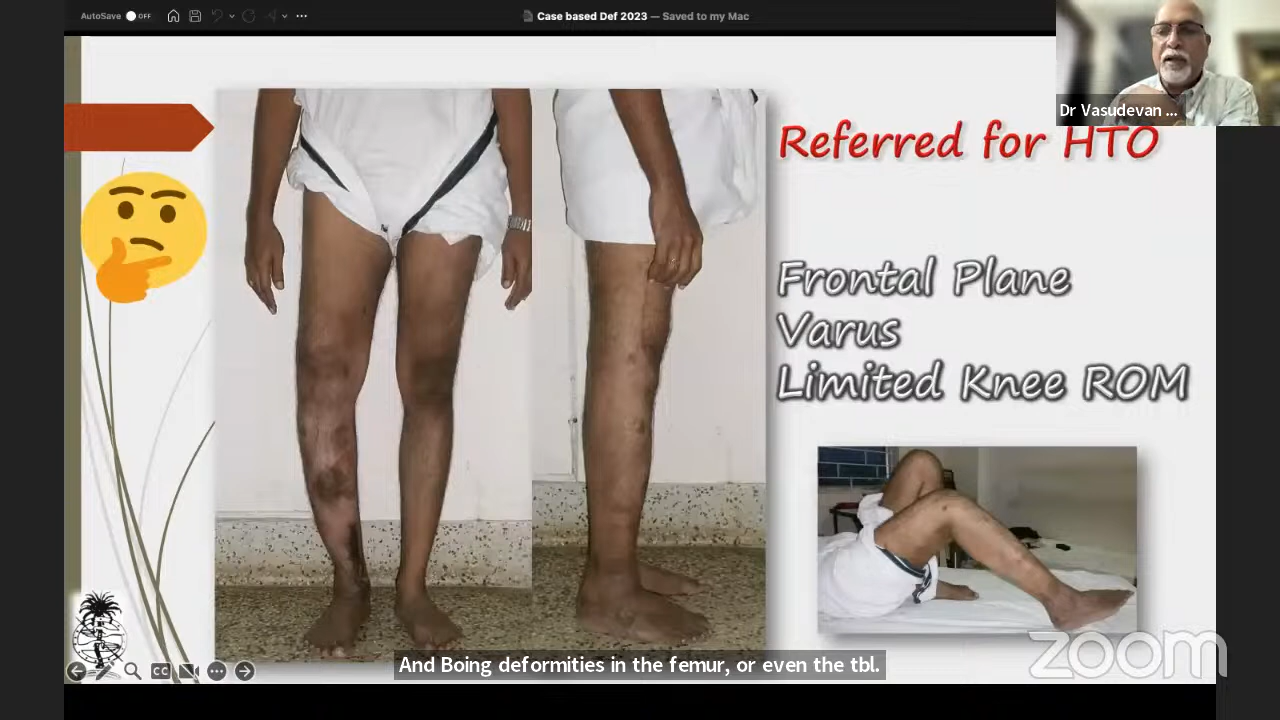 AutoSave OFF
Case based Def 2023 — Saved to my Mac
Dr Vasudevan ...
Referred for HTO
Frontal Plane
Varus
Limited Knee ROM
CC
And Boing deformities in the femur, or even the tbl.
zoom